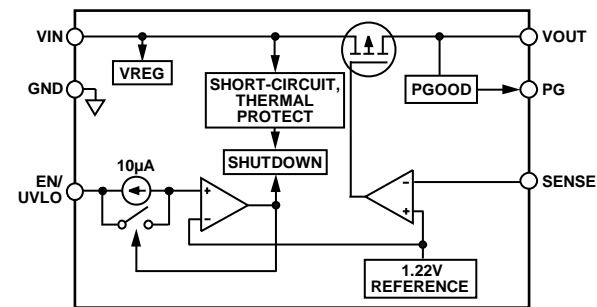 VIN
VOUT
VREG
GND
SHORT-CIRCUIT,
THERMAL
PROTECT
PGOOD
PG
10µA
SHUTDOWN
EN/
UVLO
SENSE
+
–
–
+
1.22V
REFERENCE